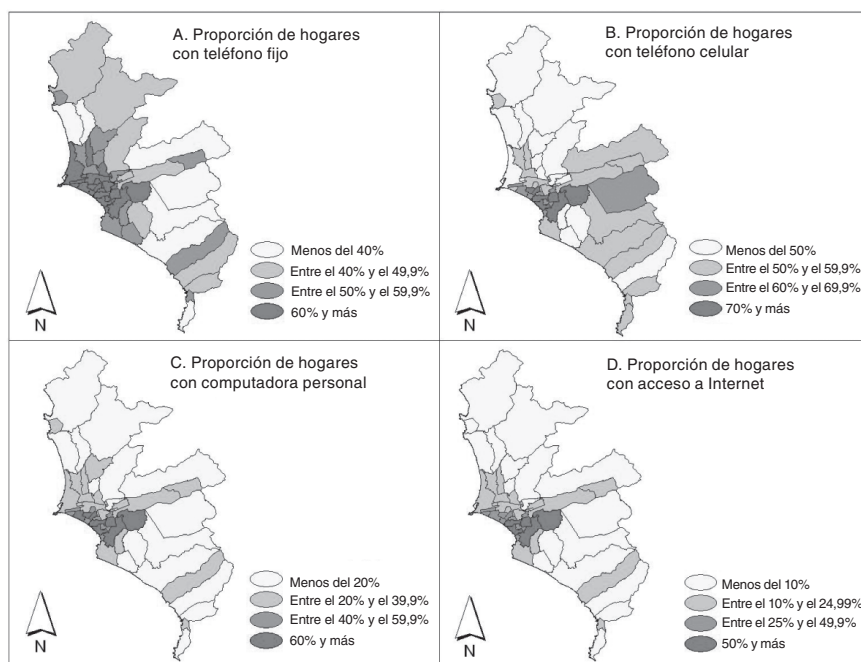 A. Proporción de hogares
con teléfono fijo
Menos del 40%
Entre el 40% y el 49,9%
Entre el 50% y el 59,9%
60% y más
N
B. Proporción de hogares
con teléfono celular
Menos del 50%
Entre el 50% y el 59,9%
Entre el 60% y el 69,9%
70% y más
N
C. Proporción de hogares
con computadora personal
Menos del 20%
Entre el 20% y el 39,9%
Entre el 40% y el 59,9%
60% y más
N
D. Proporción de hogares
con acceso a Internet
Menos del 10%
Entre el 10% y el 24,99%
Entre el 25% y el 49,9%
50% y más
N